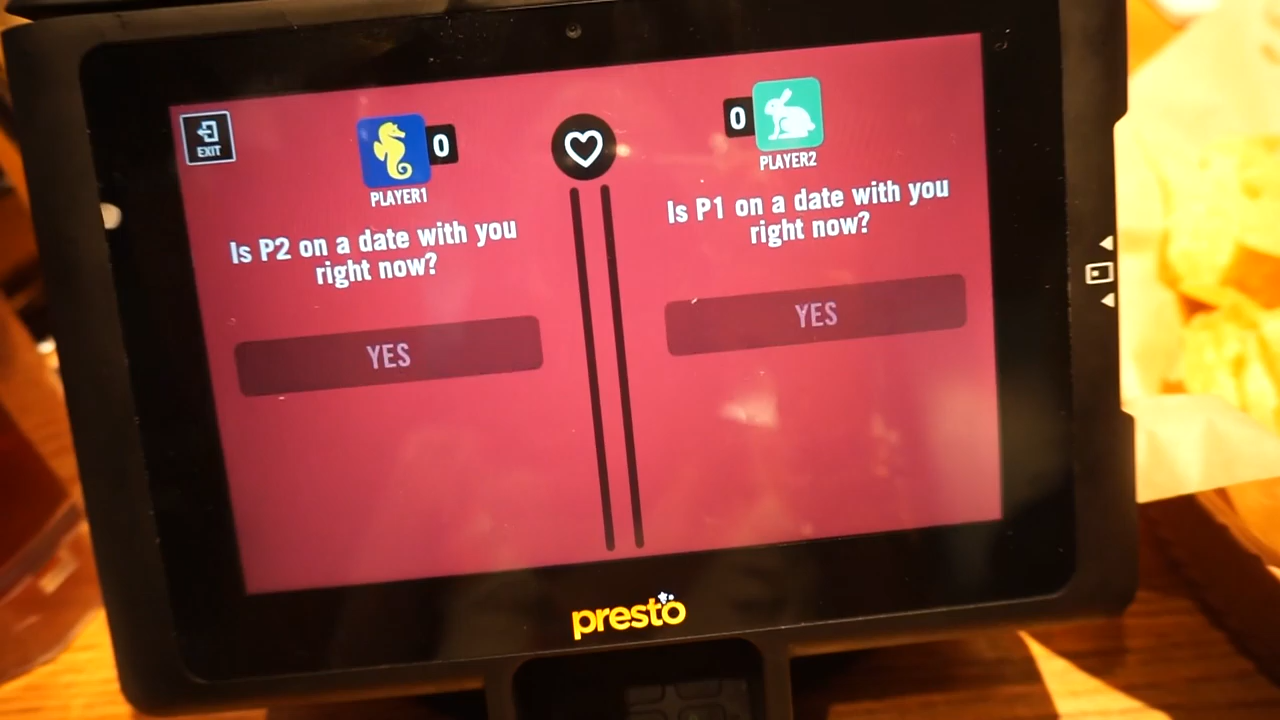 EXIT
0
PLAYER1
Is P2 on a date with you
right now?
YES
0
PLAYER2
Is P1 on a date with you
right now?
YES
presto